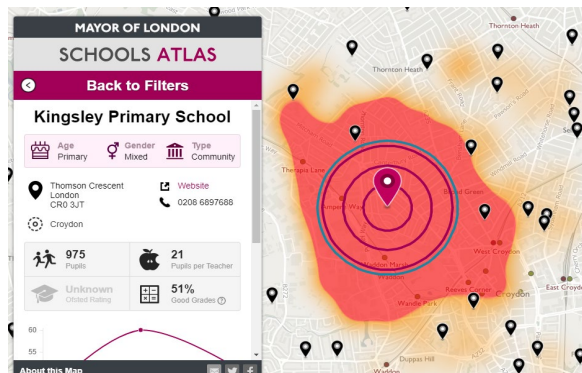 MAYOR OF LONDON
SCHOOLS ATLAS
Back to Filters
Kingsley Primary School
Age
Primary
Gender
Mixed
Type
Community
Thomson Crescent
London
CR0 3JT
Website
0208 6897688
Croydon
975
Pupils
21
Pupils per Teacher
Unknown
Ofsted Rating
51%
Good Grades
60
55
About this Map
Thornton Heath
Thornton Heath
Therapia Lane
Ampere Way
Waddon Marsh
Waddon
Wandle Park
West Croydon
Reeves Corner
Croydon
East Croydon
Duppas Hill
Waddon